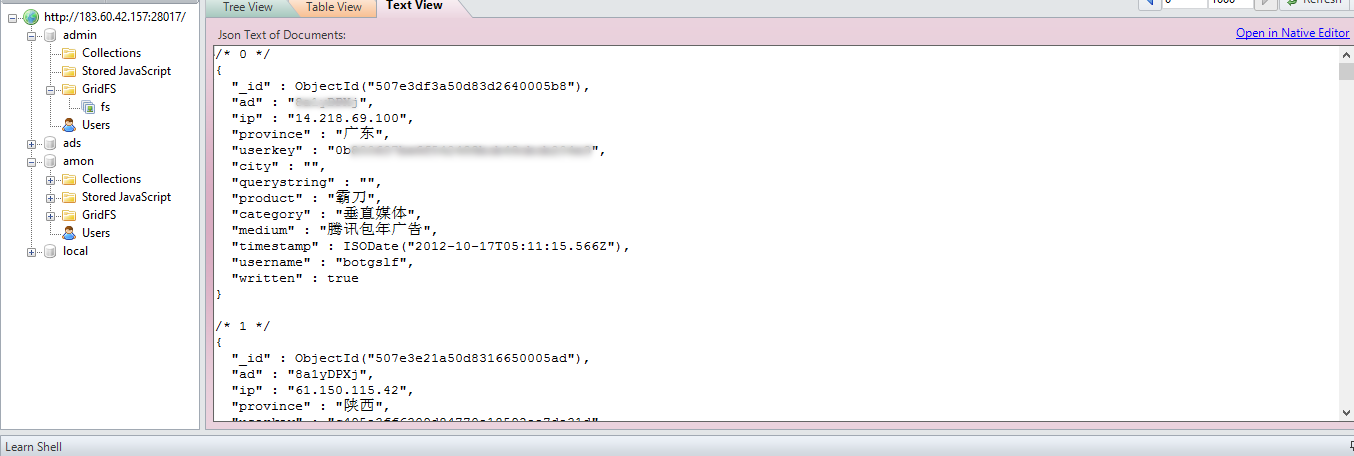 http://183.60.42.157:28017/
admin
Collections
Stored JavaScript
GridFS
fs
Users
ads
amon
Collections
Stored JavaScript
GridFS
Users
local
Tree View
Table View
Text View
Json Text of Documents:
Open in Native Editor
/* 0 */
{
"_id" : ObjectId("507e3df3a50d83d2640005b8"),
"ad" : "
"ip" : "14.218.69.100",
"province" : "广东",
"userkey" : "0b
"city" : "",
"querystring" : "",
"product" : "霸刀",
"category" : "垂直媒体",
"medium" : "腾讯包年广告",
"timestamp" : ISODate("2012-10-17T05:11:15.566Z"),
"username" : "botgslf",
"written" : true
}
/* 1 */
{
"_id" : ObjectId("507e3e21a50d8316650005ad"),
"ad" : "8a1yDPXj",
"ip" : "61.150.115.42",
"province" : "陕西",
Learn Shell